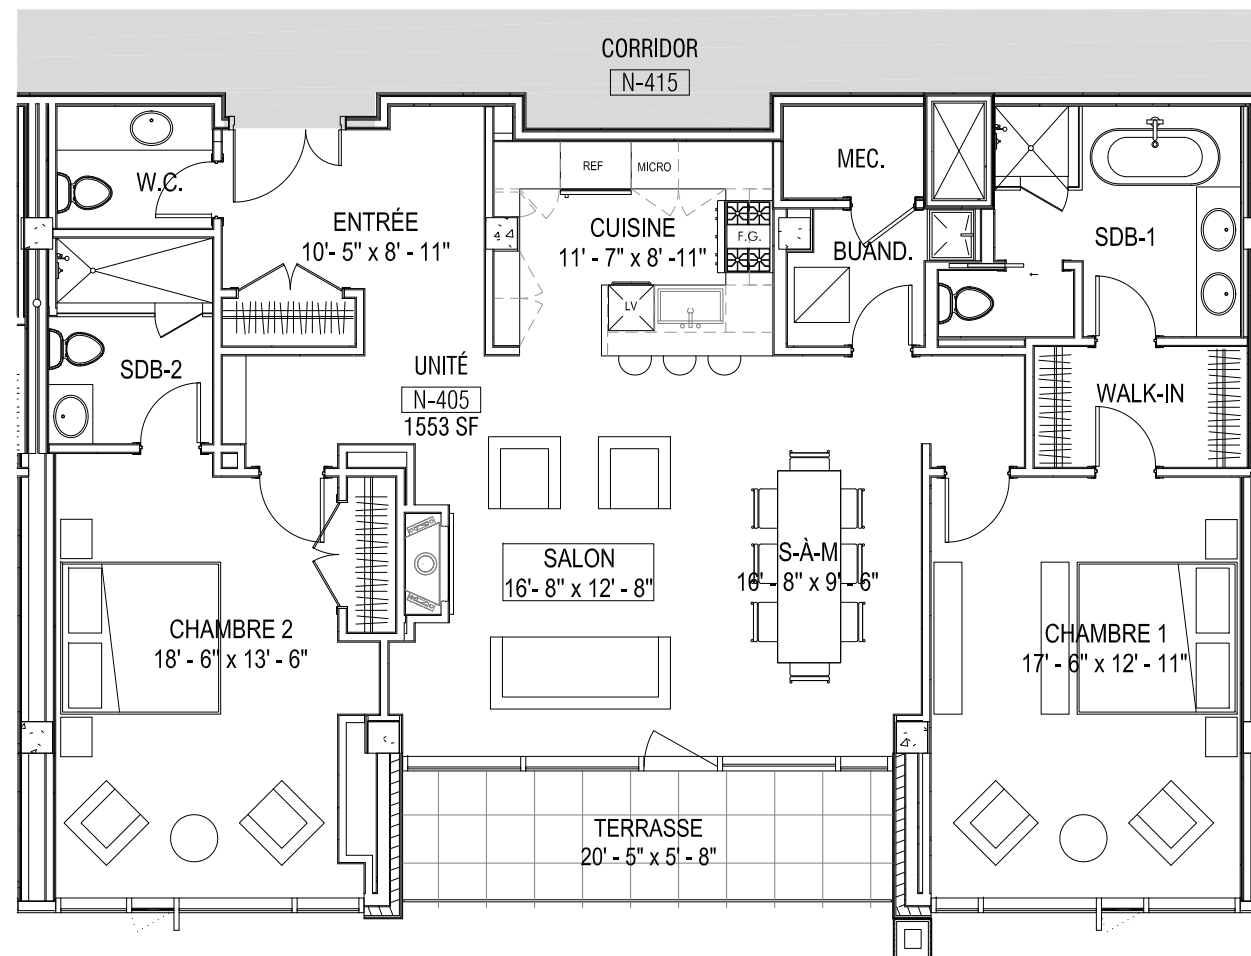 CORRIDOR
N-415
REF
MICRO
MEC.
W.C.
ENTRÉE
10'- 5" x 8' - 11"
CUISINE
11' - 7" x 8' -11"
F.G.
BUAND.
SDB-1
LV
SDB-2
UNITÉ
N-405
1553 SF
WALK-IN
SALON
16'- 8" x 12' - 8"
S-À-M
16' - 8" x 9' - 6"
CHAMBRE 2
18' - 6" x 13' - 6"
CHAMBRE 1
17' - 6" x 12' - 11"
TERRASSE
20' - 5" x 5' - 8"